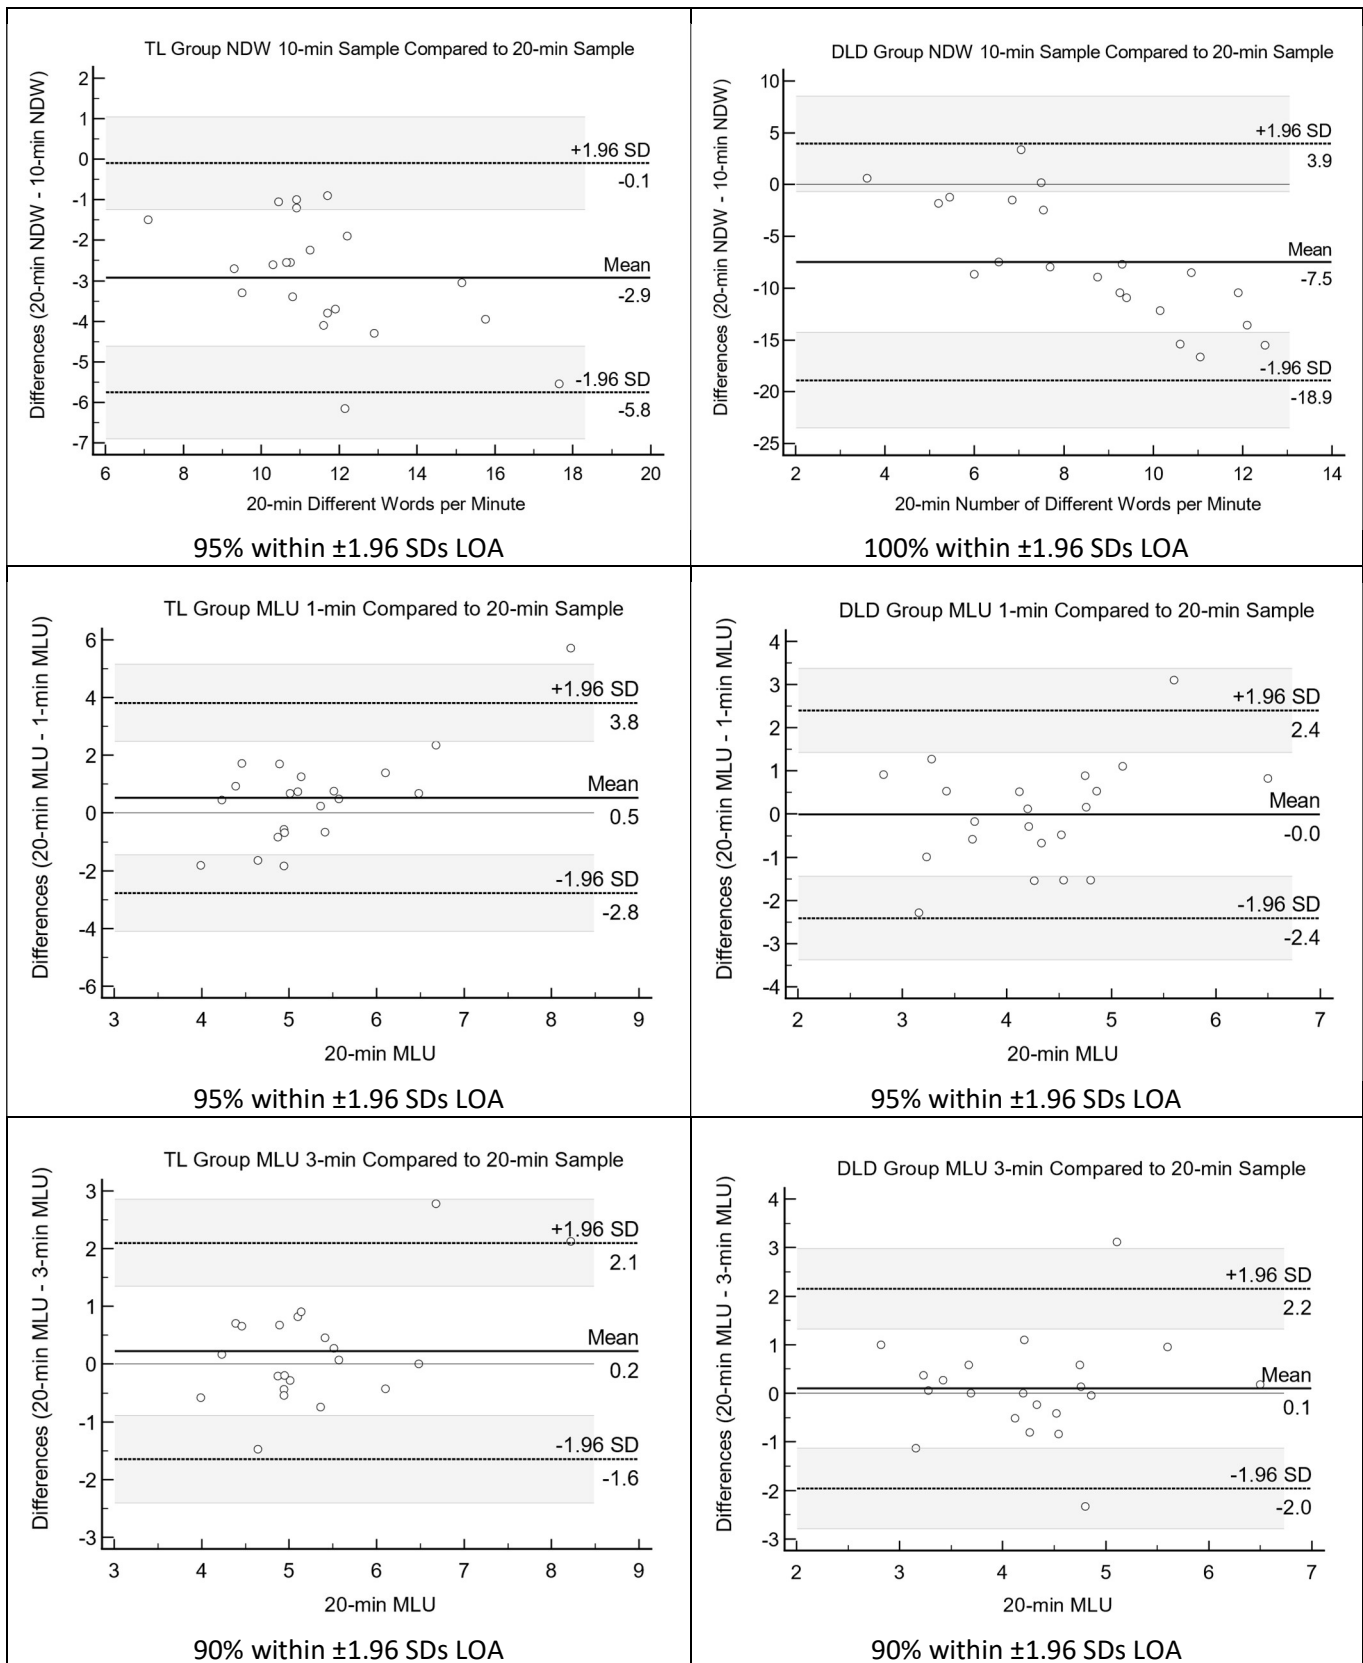 TL Group NDW 10-min Sample Compared to 20-min Sample
Differences (20-min NDW - 10-min NDW)
2
1
0
-1
-2
-3
-4
-5
-6
-7
+1.96 SD
-0.1
Mean
-2.9
-1.96 SD
-5.8
6 8 10 12 14 16 18 20
20-min Different Words per Minute
95% within ±1.96 SDs LOA
DLD Group NDW 10-min Sample Compared to 20-min Sample
Differences (20-min NDW - 10-min NDW)
10
5
0
-5
-10
-15
-20
-25
+1.96 SD
3.9
Mean
-7.5
-1.96 SD
-18.9
2 4 6 8 10 12 14
20-min Number of Different Words per Minute
100% within ±1.96 SDs LOA
TL Group MLU 1-min Compared to 20-min Sample
Differences (20-min MLU - 1-min MLU)
6
4
2
0
-2
-4
-6
+1.96 SD
3.8
Mean
0.5
-1.96 SD
-2.8
3 4 5 6 7 8 9
20-min MLU
95% within ±1.96 SDs LOA
DLD Group MLU 1-min Compared to 20-min Sample
Differences (20-min MLU - 1-min MLU)
4
3
2
1
0
-1
-2
-3
-4
+1.96 SD
2.4
Mean
-0.0
-1.96 SD
-2.4
2 3 4 5 6 7
20-min MLU
95% within ±1.96 SDs LOA
TL Group MLU 3-min Compared to 20-min Sample
Differences (20-min MLU - 3-min MLU)
3
2
1
0
-1
-2
-3
+1.96 SD
2.1
Mean
0.2
-1.96 SD
-1.6
3 4 5 6 7 8 9
20-min MLU
90% within ±1.96 SDs LOA
DLD Group MLU 3-min Compared to 20-min Sample
Differences (20-min MLU - 3-min MLU)
4
3
2
1
0
-1
-2
-3
+1.96 SD
2.2
Mean
0.1
-1.96 SD
-2.0
2 3 4 5 6 7
20-min MLU
90% within ±1.96 SDs LOA